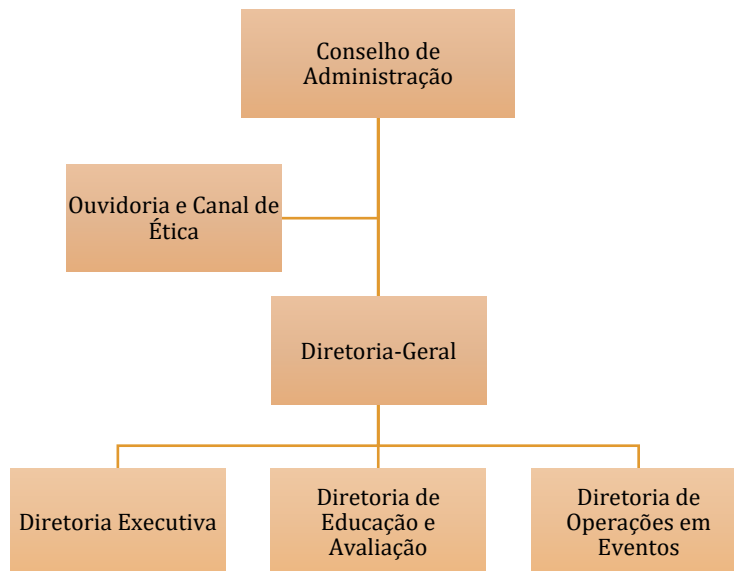 Conselho de
Administração
Ouvidoria e Canal de
Ética
Diretoria-Geral
Diretoria Executiva
Diretoria de
Educação e
Avaliação
Diretoria de
Operações em
Eventos